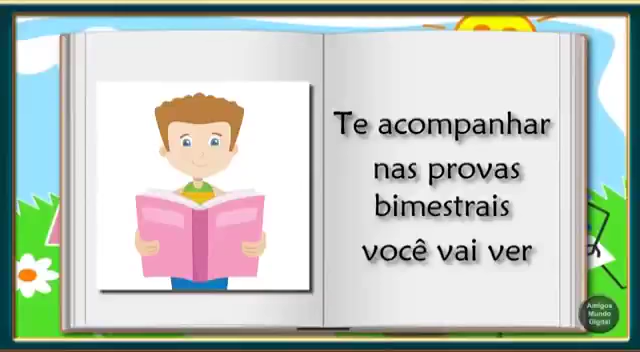 Te acompanhar
nas provas
bimestrais
você vai ver
Amigos
Mundo
Digital